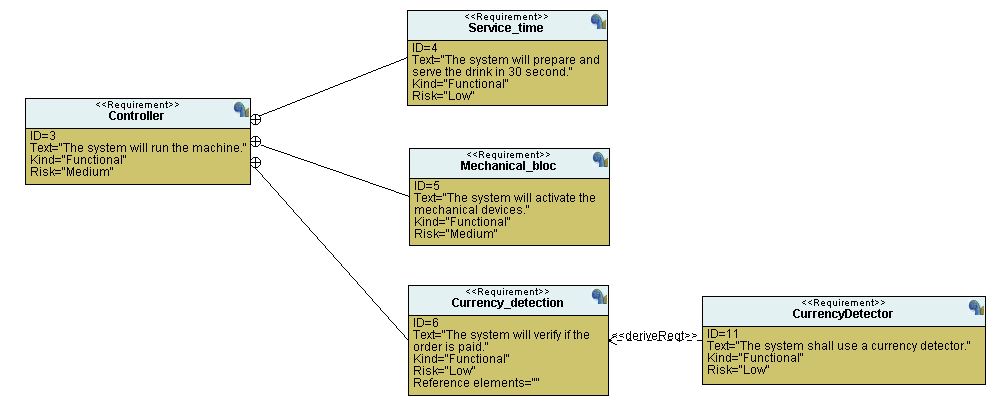 <<Requirement>>
Service_time
ID=4
Text="The system will prepare and
serve the drink in 30 second."
Kind="Functional"
Risk="Low"
<<Requirement>>
Controller
ID=3
Text="The system will run the machine."
Kind="Functional"
Risk="Medium"
<<Requirement>>
Mechanical_bloc
ID=5
Text="The system will activate the
mechanical devices."
Kind="Functional"
Risk="Medium"
<<Requirement>>
Currency_detection
ID=6
Text="The system will verify if the
order is paid."
Kind="Functional"
Risk="Low"
Reference elements=""
<<deriveReqt>>
<<Requirement>>
CurrencyDetector
ID=11
Text="The system shall use a currency detector."
Kind="Functional"
Risk="Low"